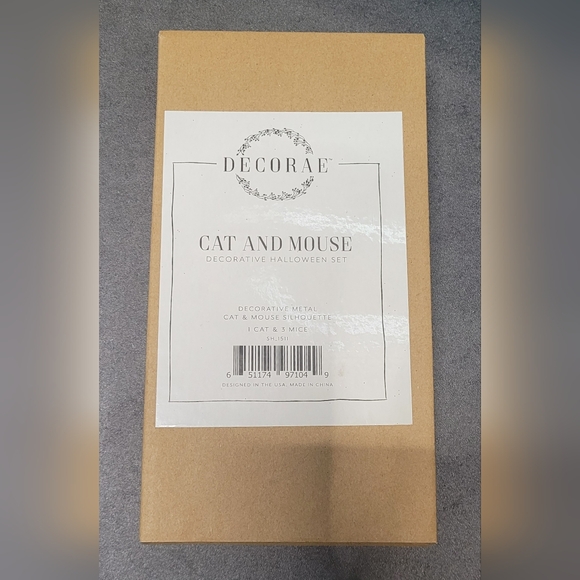 DECORAE™
CAT AND MOUSE
DECORATIVE HALLOWEEN SET
DECORATIVE METAL
CAT & MOUSE SILHOUETTE
1 CAT & 3 MICE
6 51174 97104 9
DESIGNED IN THE USA, MADE IN CHINA